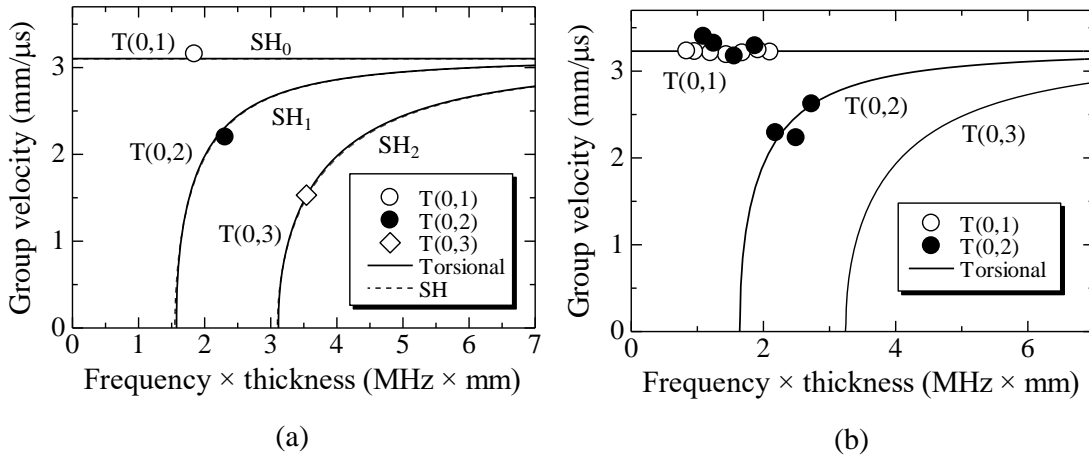 T(0,1)
SH0
SH1
T(0,2)
SH2
T(0,3)
T(0,1)
T(0,2)
T(0,3)
Torsional
SH
Group velocity (mm/μs)
3
2
1
0
0 1 2 3 4 5 6 7
Frequency × thickness (MHz × mm)
(a)
T(0,1)
T(0,2)
T(0,3)
T(0,1)
T(0,2)
Torsional
Group velocity (mm/μs)
3
2
1
0
0 2 4 6
Frequency × thickness (MHz × mm)
(b)